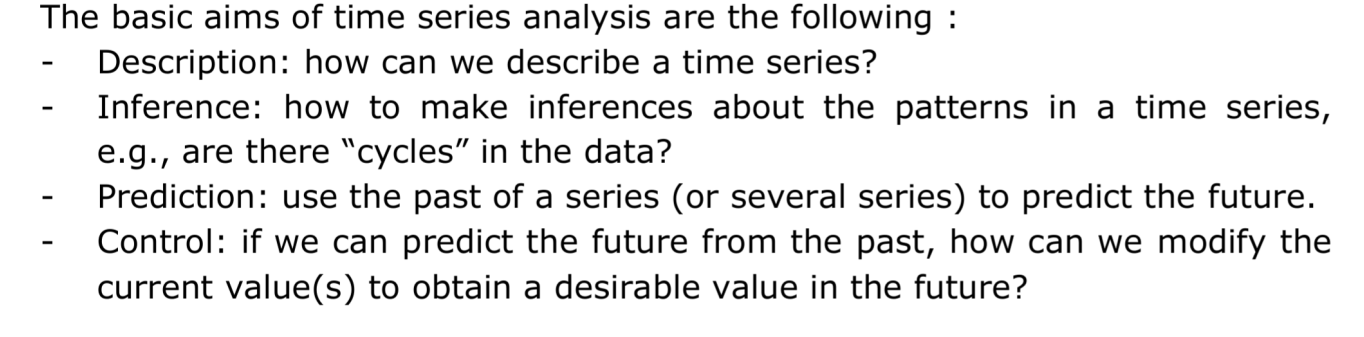 The basic aims of time series analysis are the following :
- Description: how can we describe a time series?
- Inference: how to make inferences about the patterns in a time series,
e.g., are there “cycles” in the data?
- Prediction: use the past of a series (or several series) to predict the future.
- Control: if we can predict the future from the past, how can we modify the
current value(s) to obtain a desirable value in the future?